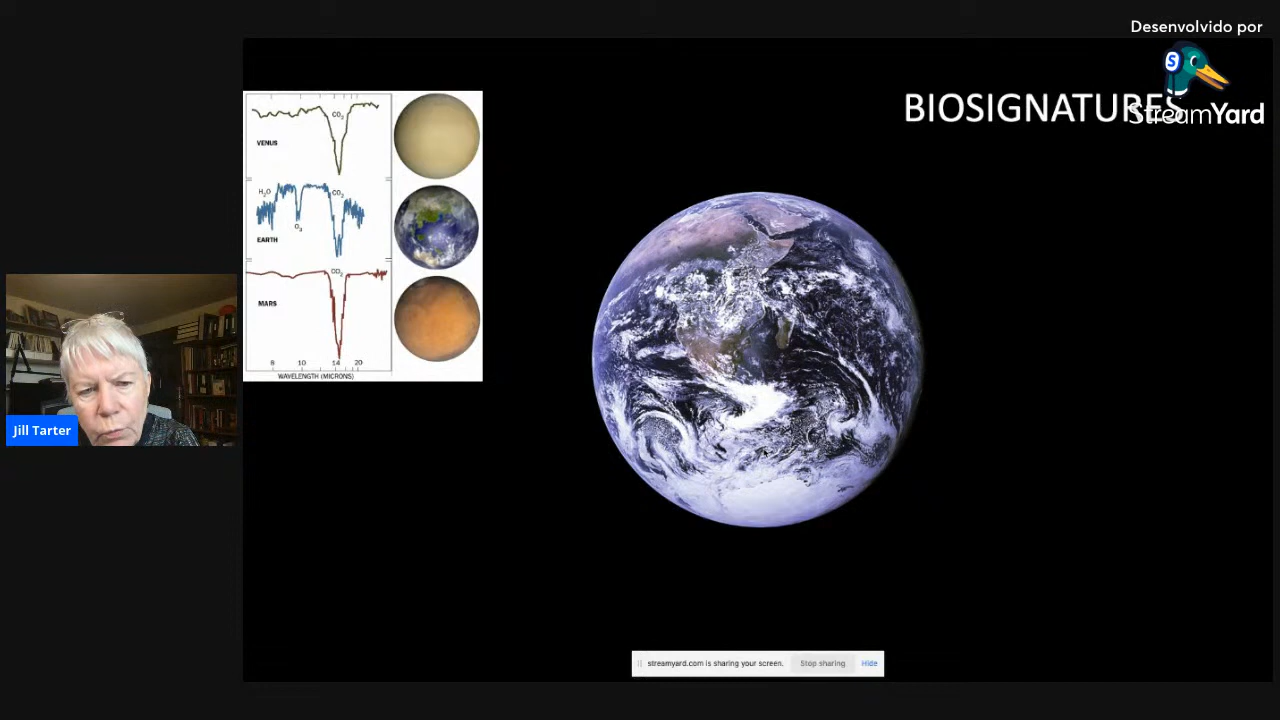 Desenvolvido por
StreamYard
BIOSIGNATURES
CO₂
VENUS
H₂O
CO₂
O₃
EARTH
CO₂
MARS
8 10 14 20
WAVELENGTH (MICRONS)
Jill Tarter
streamyard.com is sharing your screen. Stop sharing Hide